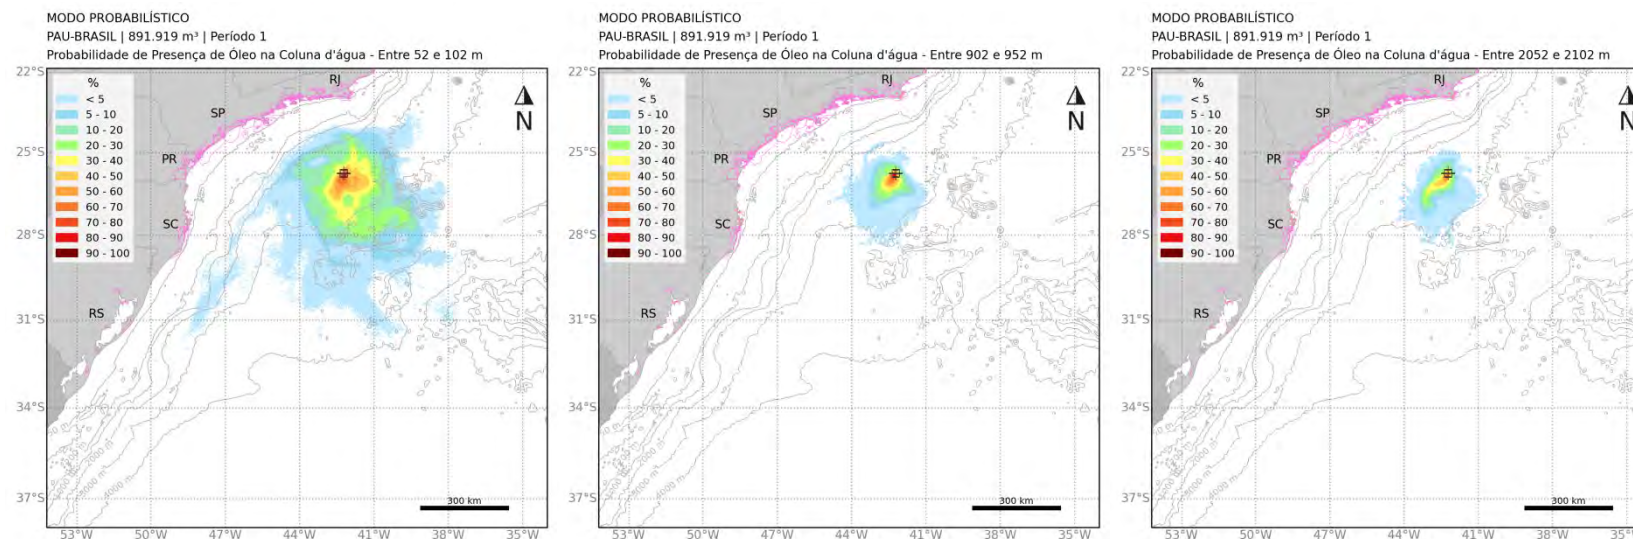 MODO PROBABILÍSTICO
PAU-BRASIL | 891.919 m³ | Período 1
Probabilidade de Presença de Óleo na Coluna d'água - Entre 52 e 102 m
22°S
25°S
28°S
31°S
34°S
37°S
%
< 5
5 - 10
10 - 20
20 - 30
30 - 40
40 - 50
50 - 60
60 - 70
70 - 80
80 - 90
90 - 100
RJ
SP
PR
SC
RS
N
4000 m
300 km
53°W
50°W
47°W
44°W
41°W
38°W
35°W
MODO PROBABILÍSTICO
PAU-BRASIL | 891.919 m³ | Período 1
Probabilidade de Presença de Óleo na Coluna d'água - Entre 902 e 952 m
22°S
25°S
28°S
31°S
34°S
37°S
%
< 5
5 - 10
10 - 20
20 - 30
30 - 40
40 - 50
50 - 60
60 - 70
70 - 80
80 - 90
90 - 100
RJ
SP
PR
SC
RS
N
4000 m
300 km
53°W
50°W
47°W
44°W
41°W
38°W
35°W
MODO PROBABILÍSTICO
PAU-BRASIL | 891.919 m³ | Período 1
Probabilidade de Presença de Óleo na Coluna d'água - Entre 2052 e 2102 m
22°S
25°S
28°S
31°S
34°S
37°S
%
< 5
5 - 10
10 - 20
20 - 30
30 - 40
40 - 50
50 - 60
60 - 70
70 - 80
80 - 90
90 - 100
RJ
SP
PR
SC
RS
N
4000 m
300 km
53°W
50°W
47°W
44°W
41°W
38°W
35°W